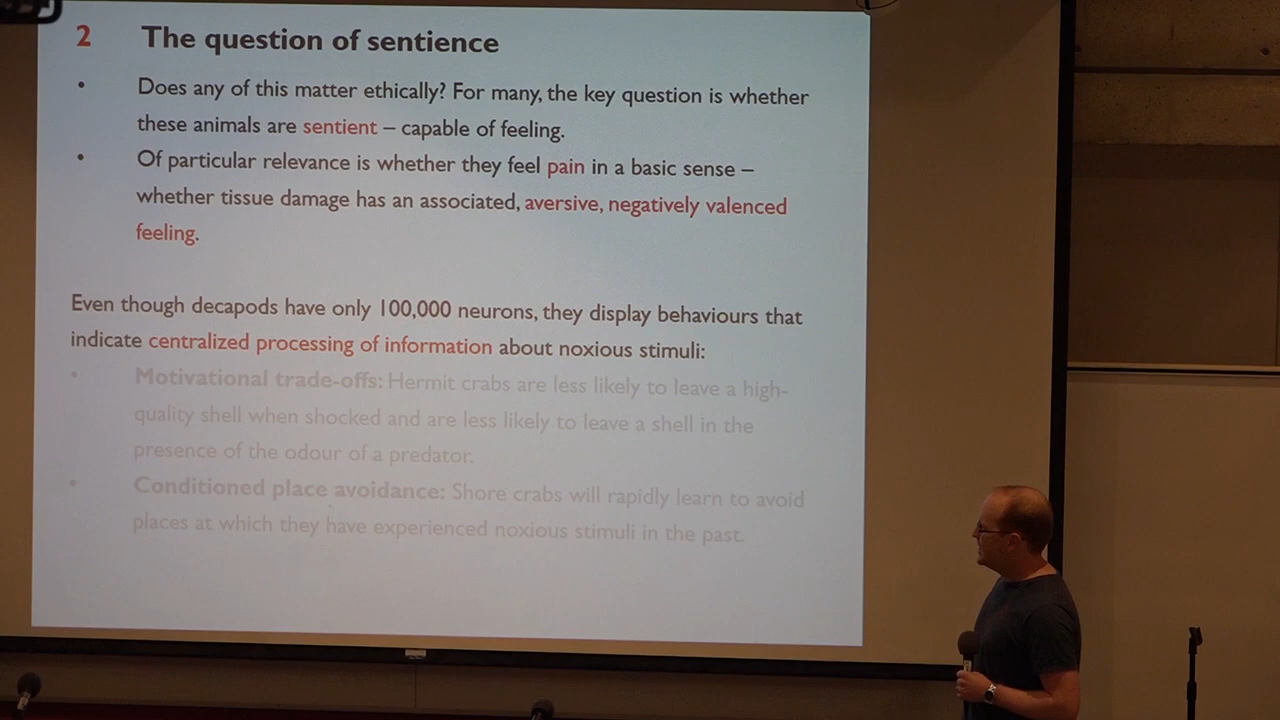 2 The question of sentience
• Does any of this matter ethically? For many, the key question is whether
these animals are sentient – capable of feeling.
• Of particular relevance is whether they feel pain in a basic sense –
whether tissue damage has an associated, aversive, negatively valenced
feeling.
Even though decapods have only 100,000 neurons, they display behaviours that
indicate centralized processing of information about noxious stimuli:
• Motivational trade-offs: Hermit crabs are less likely to leave a high-
quality shell when shocked and are less likely to leave a shell in the
presence of the odour of a predator.
• Conditioned place avoidance: Shore crabs will rapidly learn to avoid
places at which they have experienced noxious stimuli in the past.